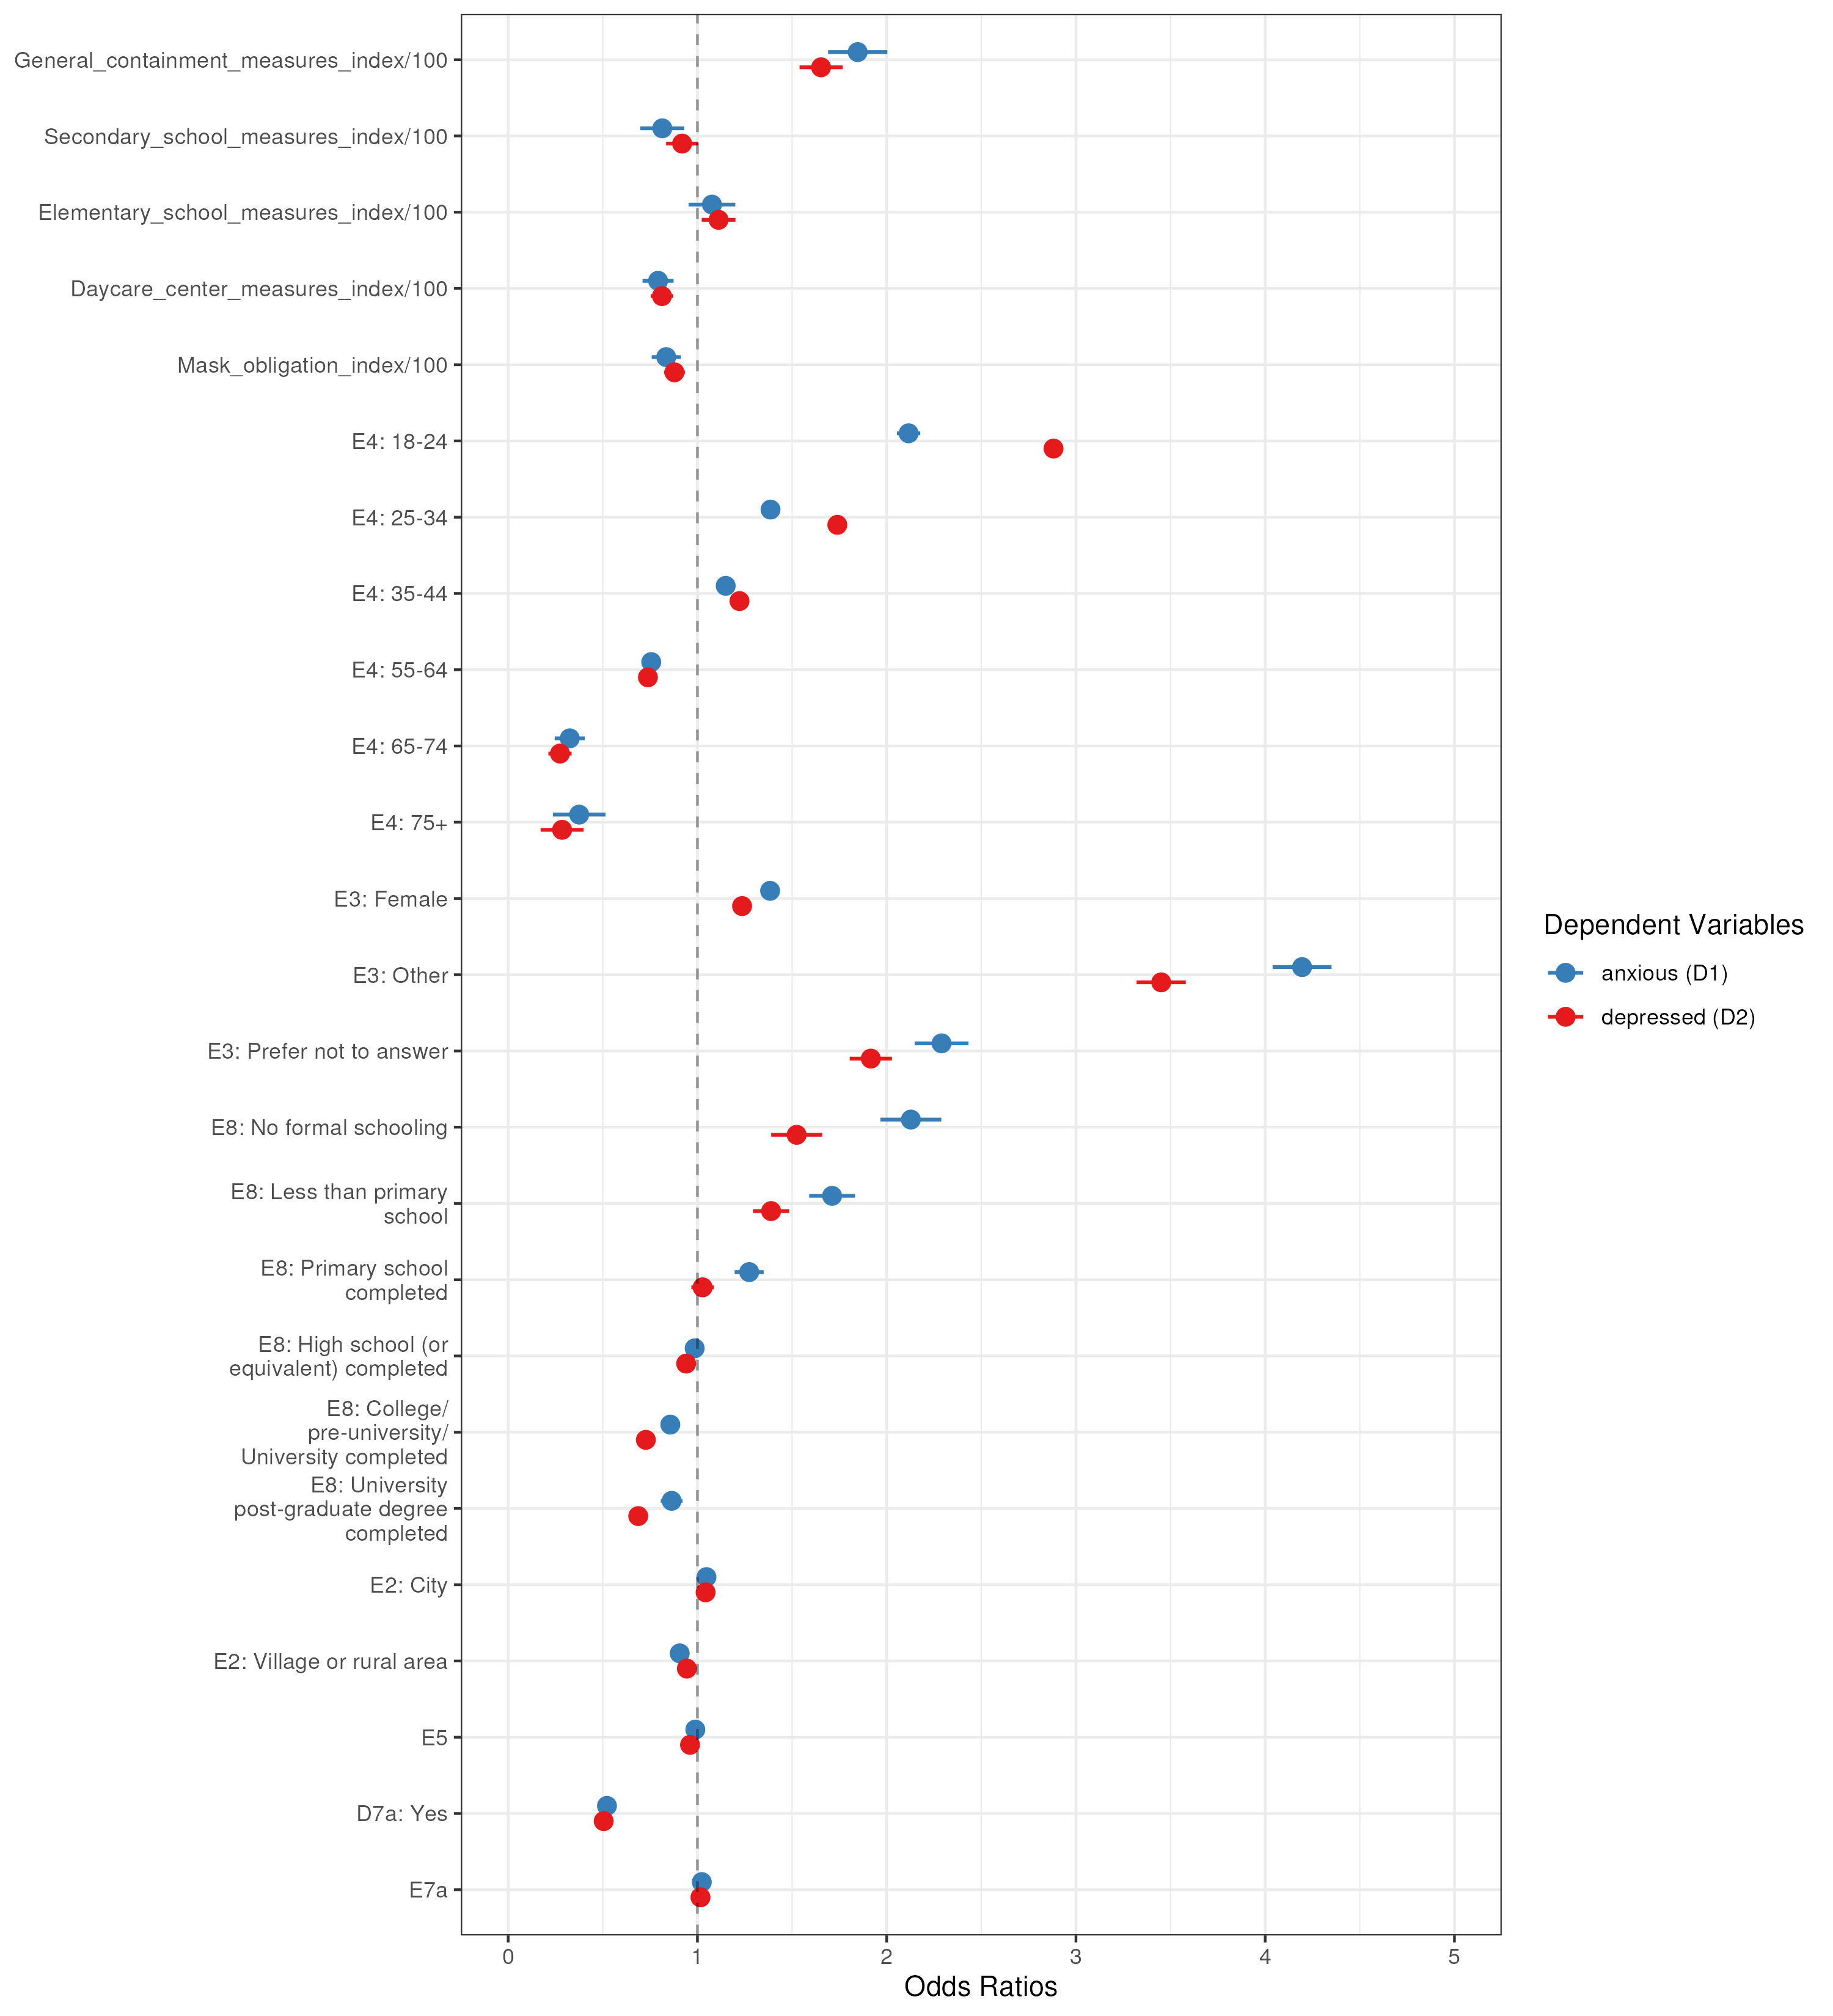 General_containment_measures_index/100
Secondary_school_measures_index/100
Elementary_school_measures_index/100
Daycare_center_measures_index/100
Mask_obligation_index/100
E4: 18-24
E4: 25-34
E4: 35-44
E4: 55-64
E4: 65-74
E4: 75+
E3: Female
E3: Other
E3: Prefer not to answer
E8: No formal schooling
E8: Less than primary
school
E8: Primary school
completed
E8: High school (or
equivalent) completed
E8: College/
pre-university/
University completed
E8: University
post-graduate degree
completed
E2: City
E2: Village or rural area
E5
D7a: Yes
E7a
0 1 2 3 4 5
Odds Ratios
Dependent Variables
anxious (D1)
depressed (D2)